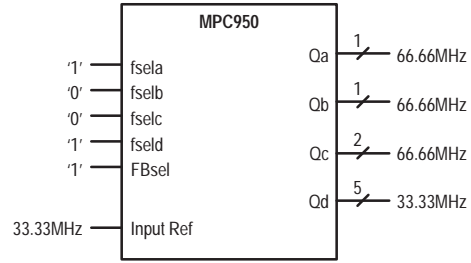 MPC950
'1' fsela
'0' fselb
'0' fselc
'1' fseld
'1' FBsel
33.33MHz Input Ref
Qa 1 66.66MHz
Qb 1 66.66MHz
Qc 2 66.66MHz
Qd 5 33.33MHz